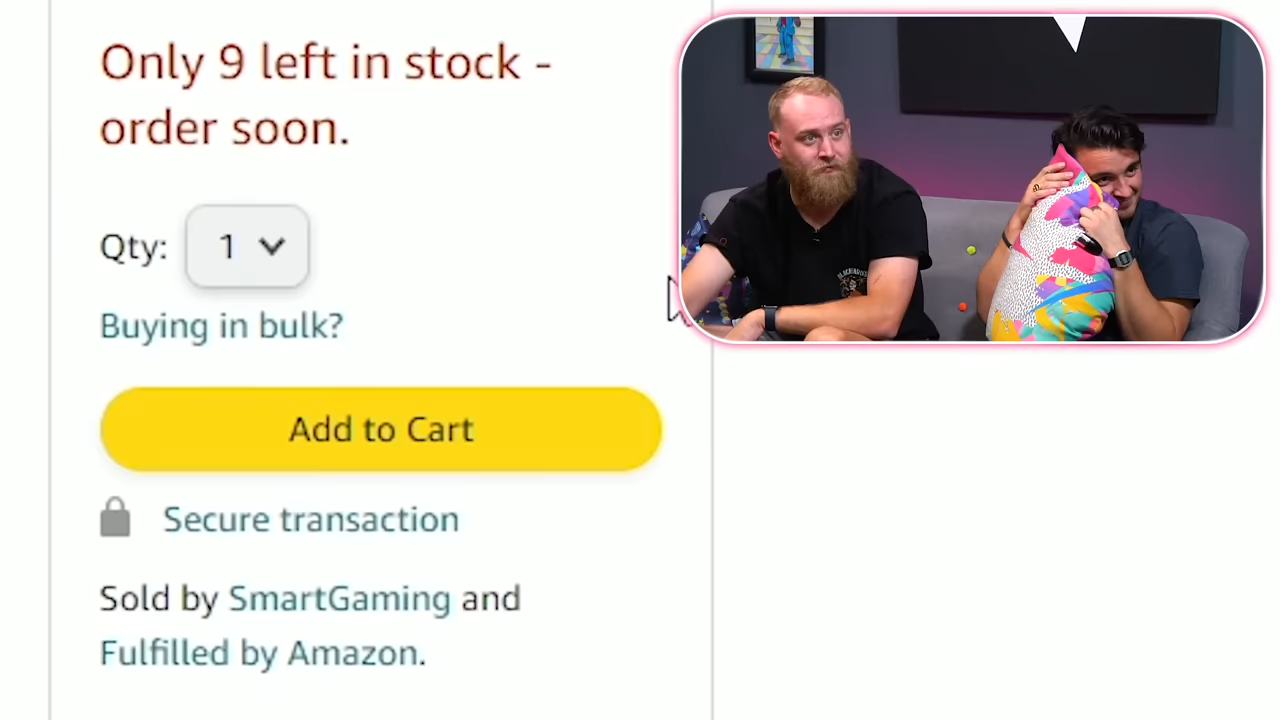 Only 9 left in stock -
order soon.
Qty: 1
Buying in bulk?
Add to Cart
Secure transaction
Sold by SmartGaming and
Fulfilled by Amazon.